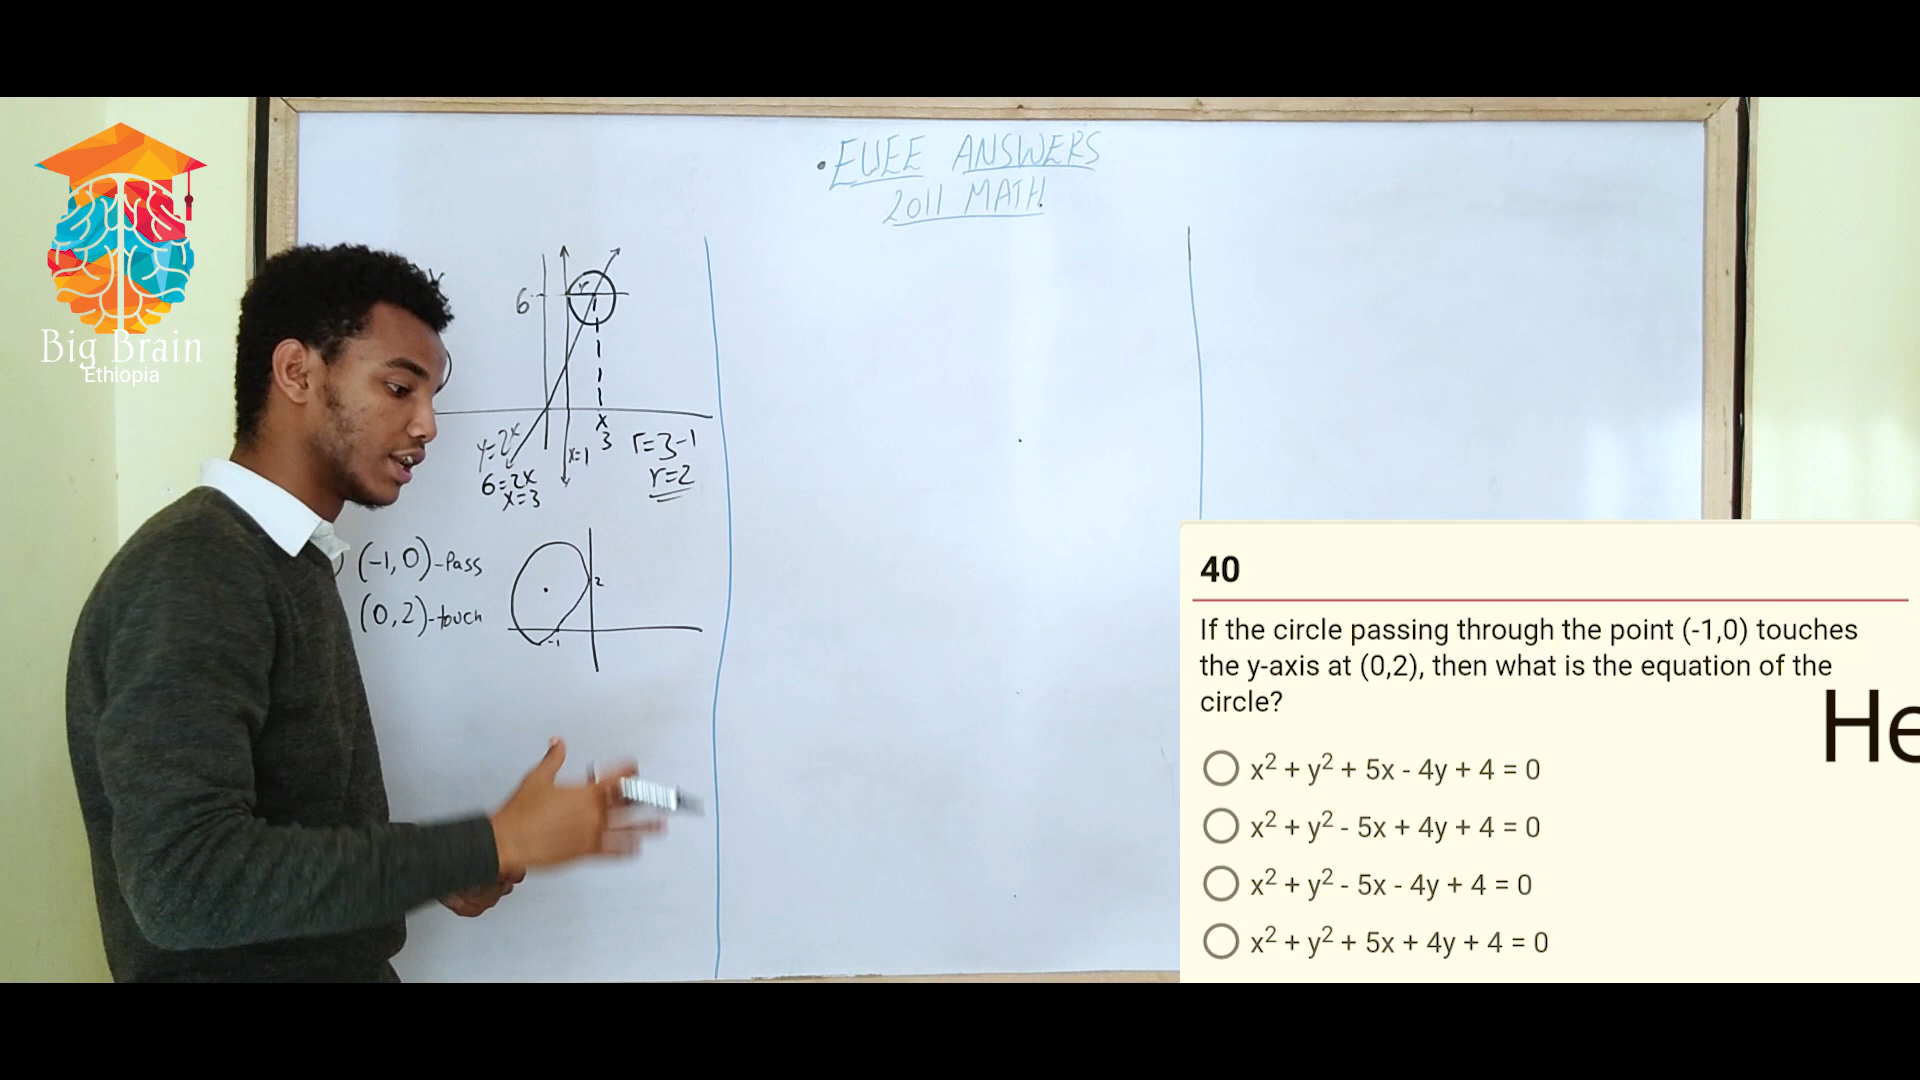 Big Brain
Ethiopia
• EUEE ANSWERS
2011 MATH
6
r
x
3
y=2x
x=1
r=3-1
6=2x
r=2
x=3
(-1,0)-Pass
(0,2)-touch
2
-1
40
If the circle passing through the point (-1,0) touches
the y-axis at (0,2), then what is the equation of the
circle?
He
x² + y² + 5x - 4y + 4 = 0
x² + y² - 5x + 4y + 4 = 0
x² + y² - 5x - 4y + 4 = 0
x² + y² + 5x + 4y + 4 = 0